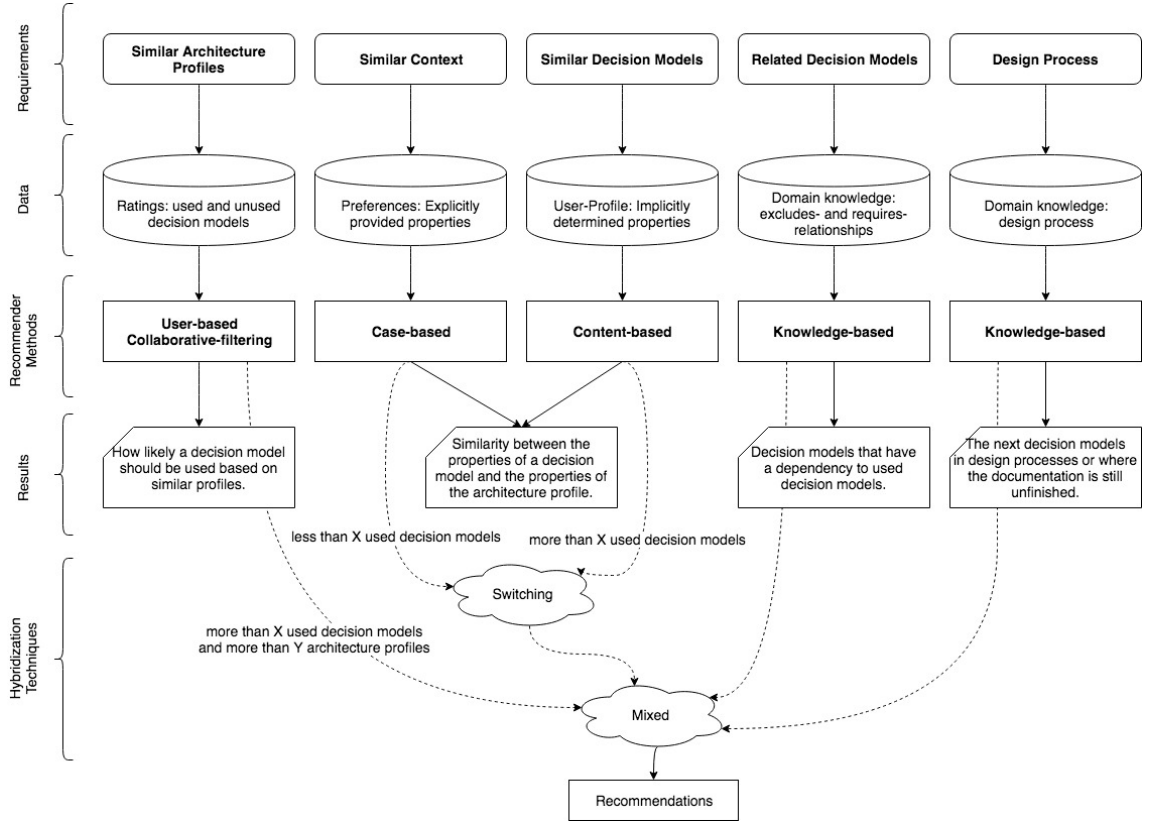 Requirements
Similar Architecture
Profiles
Similar Context
Similar Decision Models
Related Decision Models
Design Process
Data
Ratings: used and unused
decision models
Preferences: Explicitly
provided properties
User-Profile: Implicitly
determined properties
Domain knowledge:
excludes- and requires-
relationships
Domain knowledge:
design process
Recommender
Methods
User-based
Collaborative-filtering
Case-based
Content-based
Knowledge-based
Knowledge-based
Results
How likely a decision model
should be used based on
similar profiles.
Similarity between the
properties of a decision
model and the properties of
the architecture profile.
Decision models that have
a dependency to used
decision models.
The next decision models
in design processes or where
the documentation is still
unfinished.
less than X used decision models
more than X used decision models
Hybridization
Techniques
Switching
more than X used decision models
and more than Y architecture profiles
Mixed
Recommendations